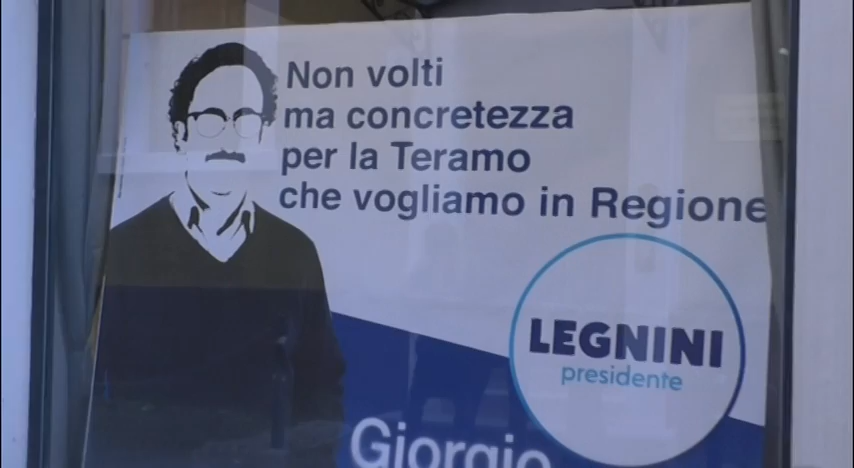 Non volti
ma concretezza
per la Teramo
che vogliamo in Regione
LEGNINI
presidente
Giorgio